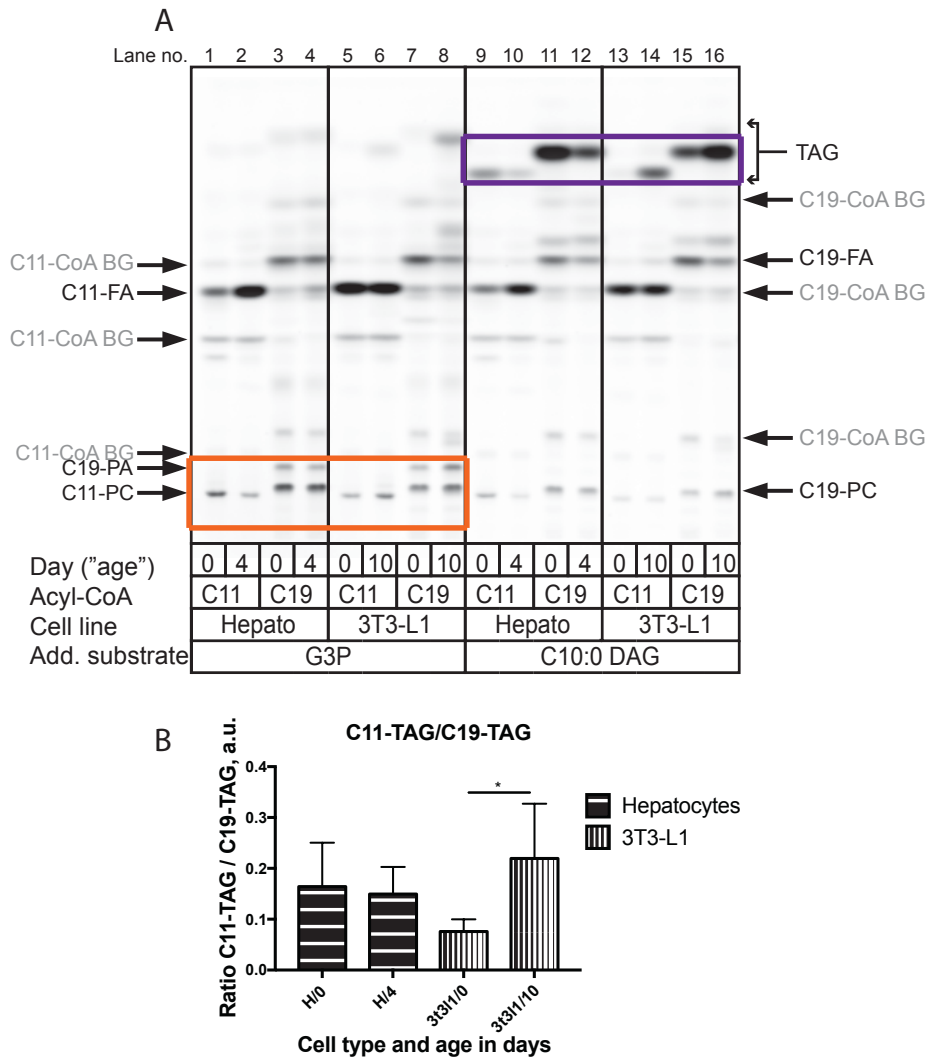 A
Lane no. 1 2 3 4 5 6 7 8 9 10 11 12 13 14 15 16
TAG
C19-CoA BG
C11-CoA BG
C19-FA
C11-FA
C19-CoA BG
C11-CoA BG
C19-CoA BG
C11-CoA BG
C19-PA
C11-PC
C19-PC
Day ("age") 0 4 0 4 0 10 0 10 0 4 0 4 0 10 0 10
Acyl-CoA C11 C19 C11 C19 C11 C19 C11 C19
Cell line Hepato 3T3-L1 Hepato 3T3-L1
Add. substrate G3P C10:0 DAG
B
C11-TAG/C19-TAG
Ratio C11-TAG / C19-TAG, a.u.
0.4
0.3
0.2
0.1
0.0
*
Hepatocytes
3T3-L1
H/0 H/4 3t3l1/0 3t3l1/10
Cell type and age in days